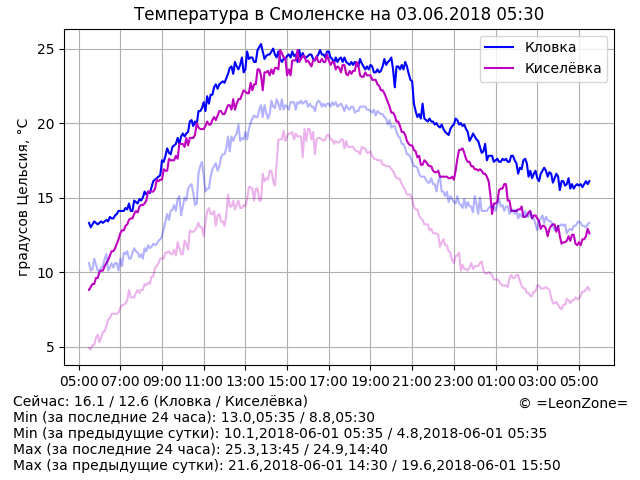 Температура в Смоленске на 03.06.2018 05:30
градусов Цельсия, °C
25
20
15
10
5
Кловка
Киселёвка
05:00 07:00 09:00 11:00 13:00 15:00 17:00 19:00 21:00 23:00 01:00 03:00 05:00
Сейчас: 16.1 / 12.6 (Кловка / Киселёвка)
© =LeonZone=
Min (за последние 24 часа): 13.0,05:35 / 8.8,05:30
Min (за предыдущие сутки): 10.1,2018-06-01 05:35 / 4.8,2018-06-01 05:35
Max (за последние 24 часа): 25.3,13:45 / 24.9,14:40
Max (за предыдущие сутки): 21.6,2018-06-01 14:30 / 19.6,2018-06-01 15:50